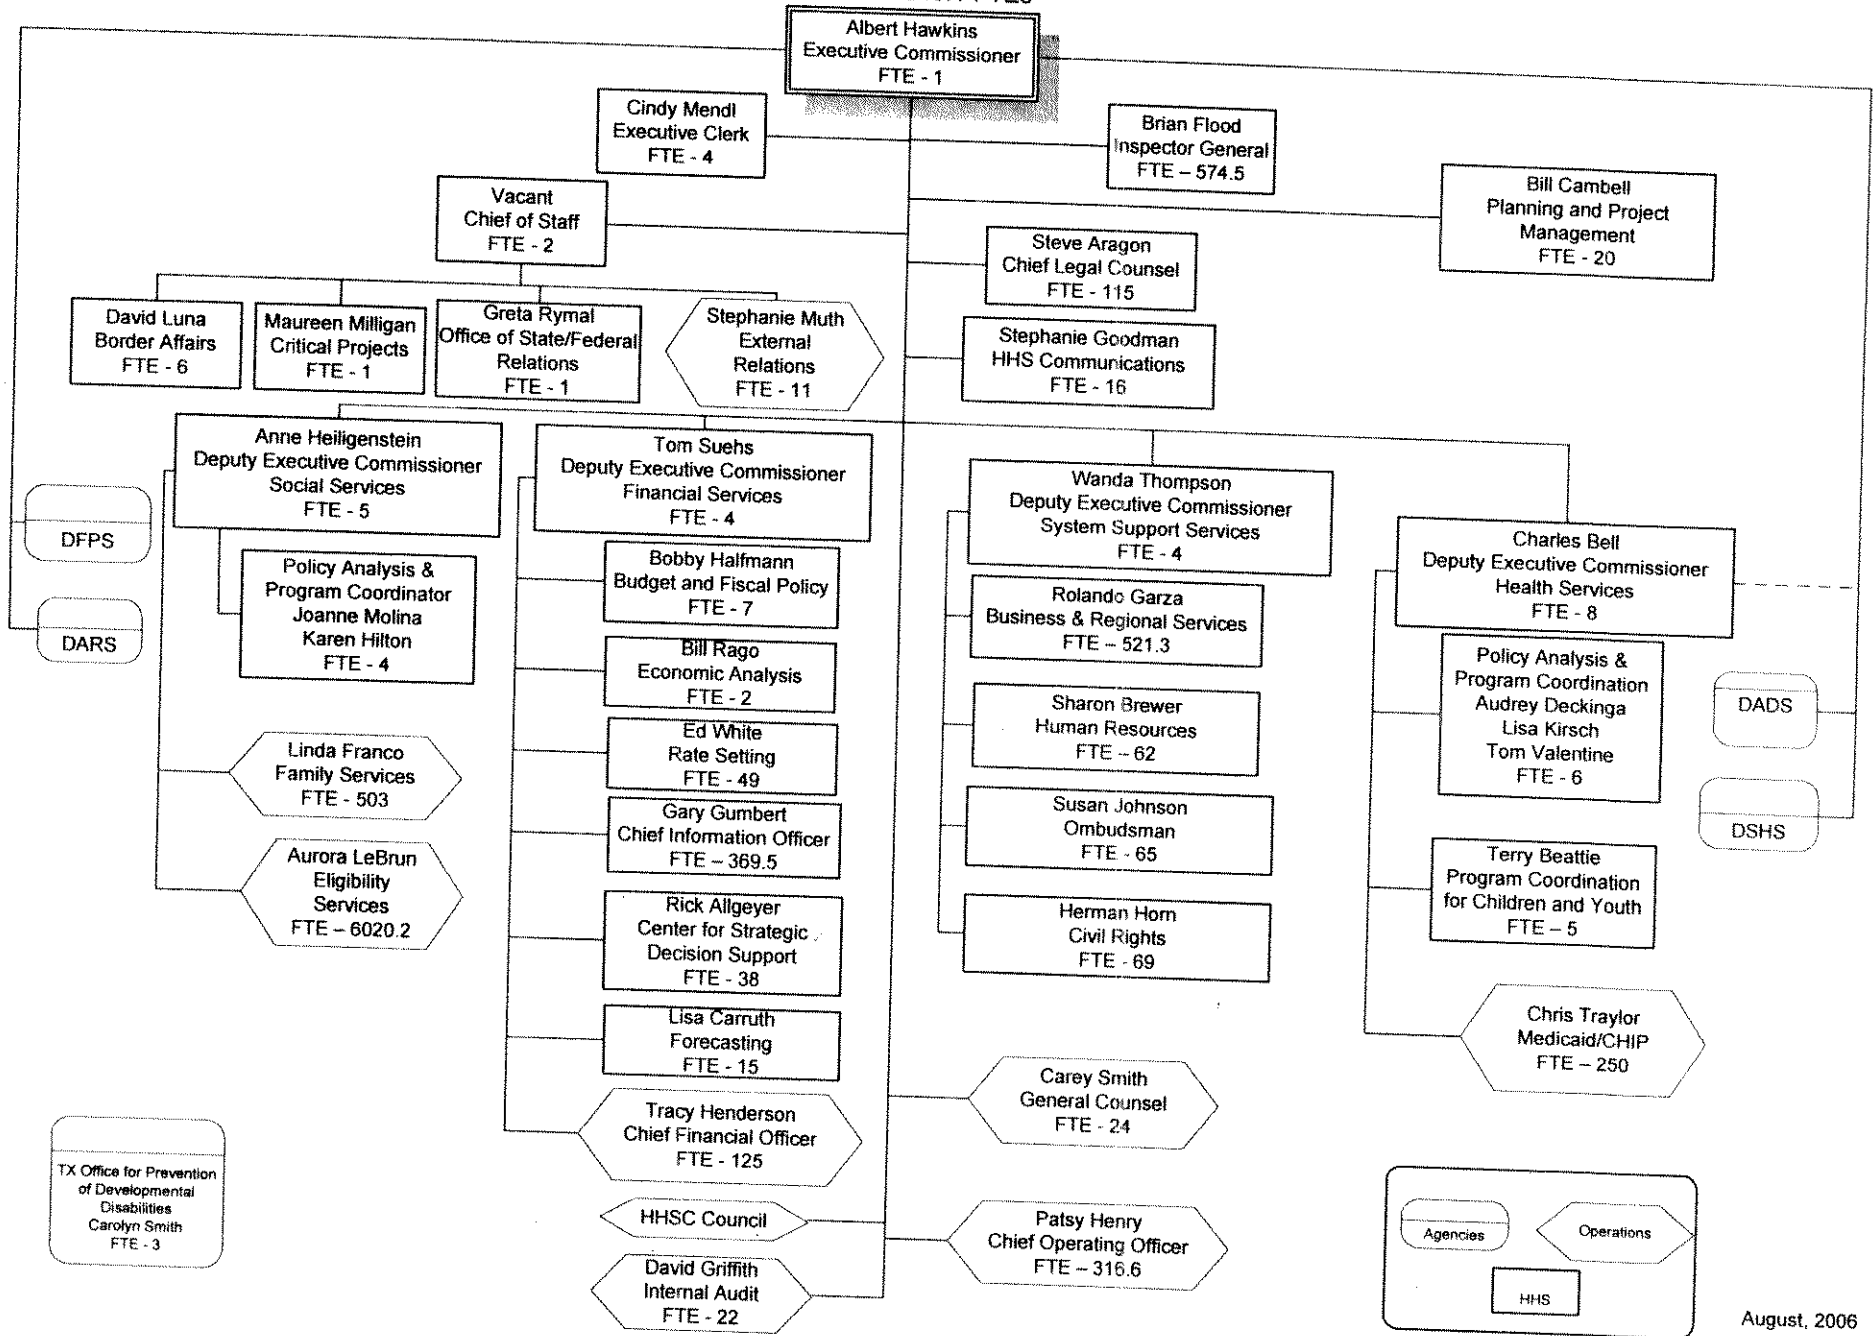 Albert Hawkins
Executive Commissioner
FTE - 1
Cindy Mendl
Executive Clerk
FTE - 4
Brian Flood
Inspector General
FTE – 574.5
Vacant
Chief of Staff
FTE - 2
Bill Cambell
Planning and Project
Management
FTE - 20
Steve Aragon
Chief Legal Counsel
FTE - 115
David Luna
Border Affairs
FTE - 6
Maureen Milligan
Critical Projects
FTE - 1
Greta Rymal
Office of State/Federal
Relations
FTE - 1
Stephanie Muth
External
Relations
FTE - 11
Stephanie Goodman
HHS Communications
FTE - 16
Anne Heiligenstein
Deputy Executive Commissioner
Social Services
FTE - 5
Tom Suehs
Deputy Executive Commissioner
Financial Services
FTE - 4
Wanda Thompson
Deputy Executive Commissioner
System Support Services
FTE - 4
Charles Bell
Deputy Executive Commissioner
Health Services
FTE - 8
DFPS
DARS
Policy Analysis &
Program Coordinator
Joanne Molina
Karen Hilton
FTE - 4
Linda Franco
Family Services
FTE - 503
Aurora LeBrun
Eligibility
Services
FTE – 6020.2
Bobby Halfmann
Budget and Fiscal Policy
FTE - 7
Bill Rago
Economic Analysis
FTE - 2
Ed White
Rate Setting
FTE - 49
Gary Gumbert
Chief Information Officer
FTE – 369.5
Rick Allgeyer
Center for Strategic
Decision Support
FTE - 38
Lisa Carruth
Forecasting
FTE - 15
Tracy Henderson
Chief Financial Officer
FTE - 125
Rolando Garza
Business & Regional Services
FTE – 521.3
Sharon Brewer
Human Resources
FTE – 62
Susan Johnson
Ombudsman
FTE - 65
Herman Horn
Civil Rights
FTE - 69
Policy Analysis &
Program Coordination
Audrey Deckinga
Lisa Kirsch
Tom Valentine
FTE - 6
Terry Beattie
Program Coordination
for Children and Youth
FTE – 5
Chris Traylor
Medicaid/CHIP
FTE – 250
DADS
DSHS
Carey Smith
General Counsel
FTE - 24
HHSC Council
Patsy Henry
Chief Operating Officer
FTE – 316.6
David Griffith
Internal Audit
FTE - 22
TX Office for Prevention
of Developmental
Disabilities
Carolyn Smith
FTE - 3
Agencies
Operations
HHS
August, 2006